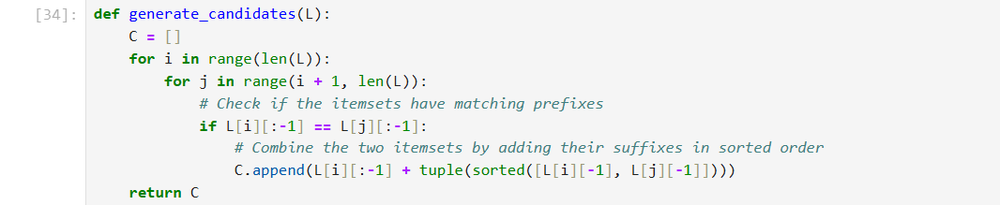 [34]: def generate_candidates(L):
    C = []
    for i in range(len(L)):
        for j in range(i + 1, len(L)):
            # Check if the itemsets have matching prefixes
            if L[i][:-1] == L[j][:-1]:
                # Combine the two itemsets by adding their suffixes in sorted order
                C.append(L[i][:-1] + tuple(sorted([L[i][-1], L[j][-1]])))
    return C